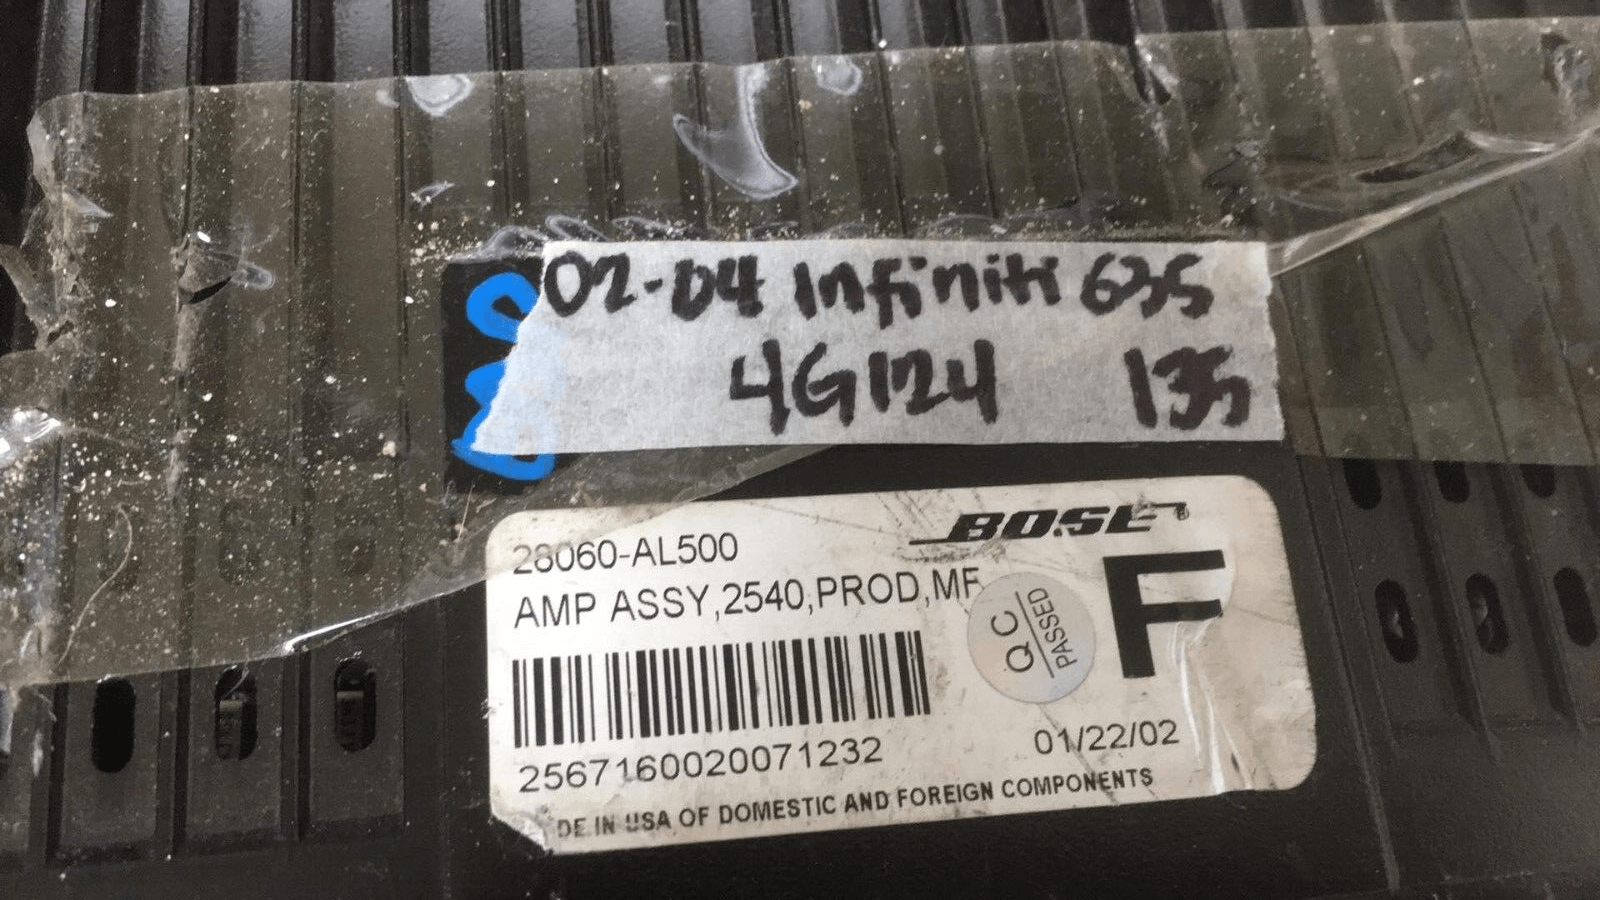 02-04 Infiniti G35
4G124 135
BOSE
28060-AL500
AMP ASSY,2540,PROD,MF
F
QC
PASSED
2567160020071232
01/22/02
DE IN USA OF DOMESTIC AND FOREIGN COMPONENTS